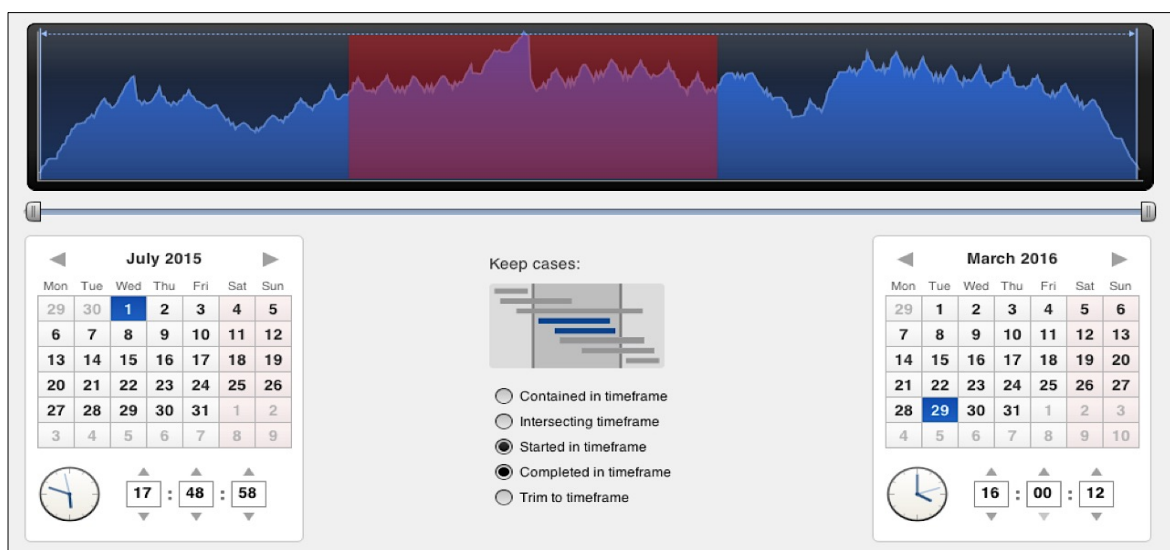 July 2015
Mon Tue Wed Thu Fri Sat Sun
29 30 1 2 3 4 5
6 7 8 9 10 11 12
13 14 15 16 17 18 19
20 21 22 23 24 25 26
27 28 29 30 31 1 2
3 4 5 6 7 8 9
17 : 48 : 58
Keep cases:
Contained in timeframe
Intersecting timeframe
Started in timeframe
Completed in timeframe
Trim to timeframe
March 2016
Mon Tue Wed Thu Fri Sat Sun
29 1 2 3 4 5 6
7 8 9 10 11 12 13
14 15 16 17 18 19 20
21 22 23 24 25 26 27
28 29 30 31 1 2 3
4 5 6 7 8 9 10
16 : 00 : 12